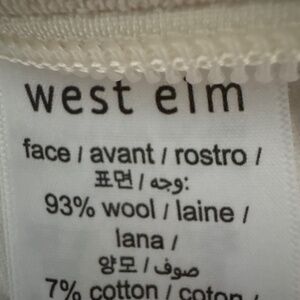 west elm
face / avant / rostro /
표면 / وجه:
93% wool / laine /
lana /
양모 / صوف /
7% cotton / coton /